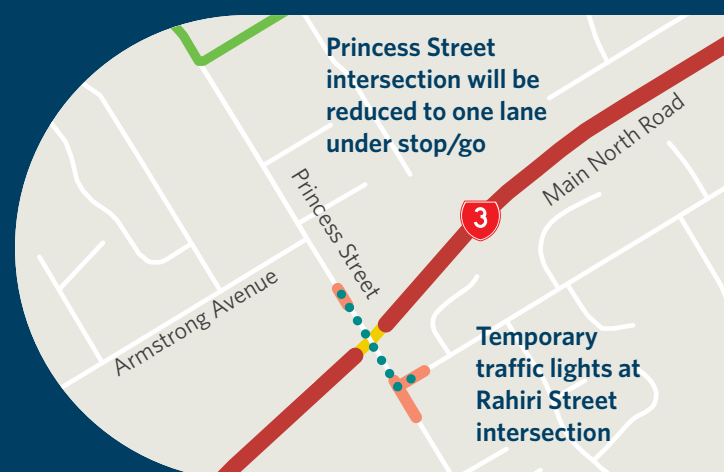 Princess Street
intersection will be
reduced to one lane
under stop/go
Main North Road
Princess Street
3
Armstrong Avenue
Temporary
traffic lights at
Rahiri Street
intersection